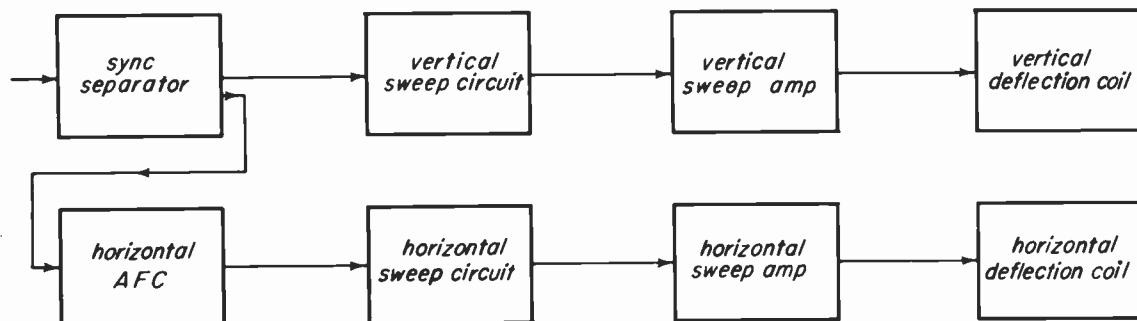 sync
separator
vertical
sweep circuit
vertical
sweep amp
vertical
deflection coil
horizontal
AFC
horizontal
sweep circuit
horizontal
sweep amp
horizontal
deflection coil